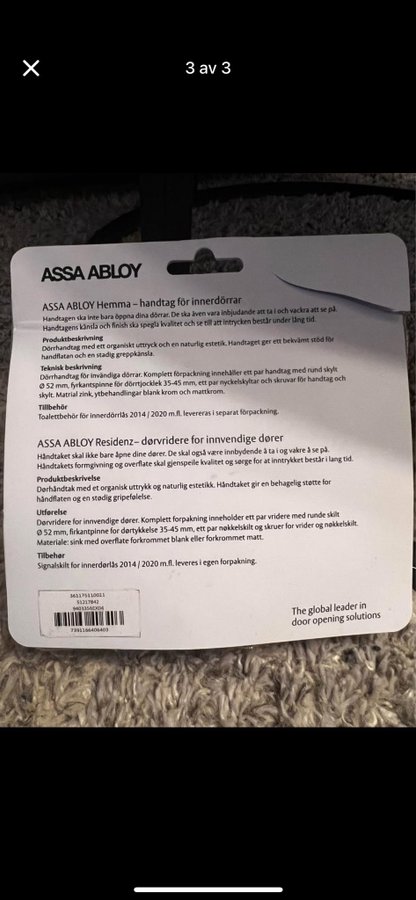 3 av 3
ASSA ABLOY
ASSA ABLOY Hemma – handtag för innerdörrar
Handtagen ska inte bara öppna dina dörrar. De ska även vara inbjudande att ta i och vackra att se på.
Handtagens känsla och finish ska spegla kvalitet och se till att intrycken består under lång tid.
Produktbeskrivning
Dörrhandtag med ett organiskt uttryck och en naturlig estetik. Handtaget ger ett bekvämt stöd för
handflatan och en stadig greppkänsla.
Teknisk beskrivning
Dörrhandtag för invändiga dörrar. Komplett förpackning innehåller ett par handtag med rund skylt
Ø 52 mm, fyrkantspinne för dörrtjocklek 35-45 mm, ett par nyckelskyltar och skruvar för handtag och
skylt. Matrial zink, ytbehandlingar blank krom och mattkrom.
Tillbehör
Toalettbehör för innerdörrlås 2014 / 2020 m.fl. levereras i separat förpackning.
ASSA ABLOY Residenz– dørvridere for innvendige dører
Håndtaket skal ikke bare åpne dine dører. De skal også være innbydende å ta i og vakre å se på.
Håndtakets formgivning og overflate skal gjenspeile kvalitet og sørge for at inntrykket består i lang tid.
Produktbeskrivelse
Dørhåndtak med et organisk uttrykk og naturlig estetikk. Håndtaket gir en behagelig støtte for
håndflaten og en stødig gripefølelse.
Utførelse
Dørvridere for innvendige dører. Komplett forpakning inneholder ett par vridere med runde skilt
Ø 52 mm, firkantpinne for dørtykkelse 35-45 mm, ett par nøkkelskilt og skruer for vrider og nøkkelskilt.
Materiale: sink med overflate forkrommet blank eller forkrommet matt.
Tilbehør
Signalskilt for innerdørlås 2014 / 2020 m.fl. leveres i egen forpakning.
361175110021
51217842
7391166408403
The global leader in
door opening solutions